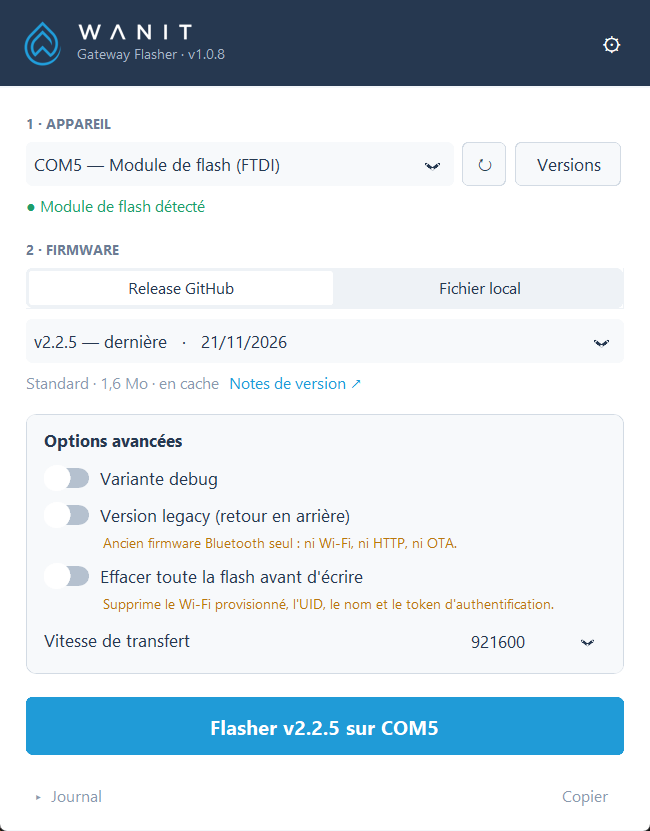 WANIT
Gateway Flasher · v1.0.8
1 · APPAREIL
COM5 — Module de flash (FTDI)
Versions
● Module de flash détecté
2 · FIRMWARE
Release GitHub
Fichier local
v2.2.5 — dernière · 21/11/2026
Standard · 1,6 Mo · en cache Notes de version ↗
Options avancées
Variante debug
Version legacy (retour en arrière)
Ancien firmware Bluetooth seul : ni Wi-Fi, ni HTTP, ni OTA.
Effacer toute la flash avant d'écrire
Supprime le Wi-Fi provisionné, l'UID, le nom et le token d'authentification.
Vitesse de transfert 921600
Flasher v2.2.5 sur COM5
▸ Journal
Copier